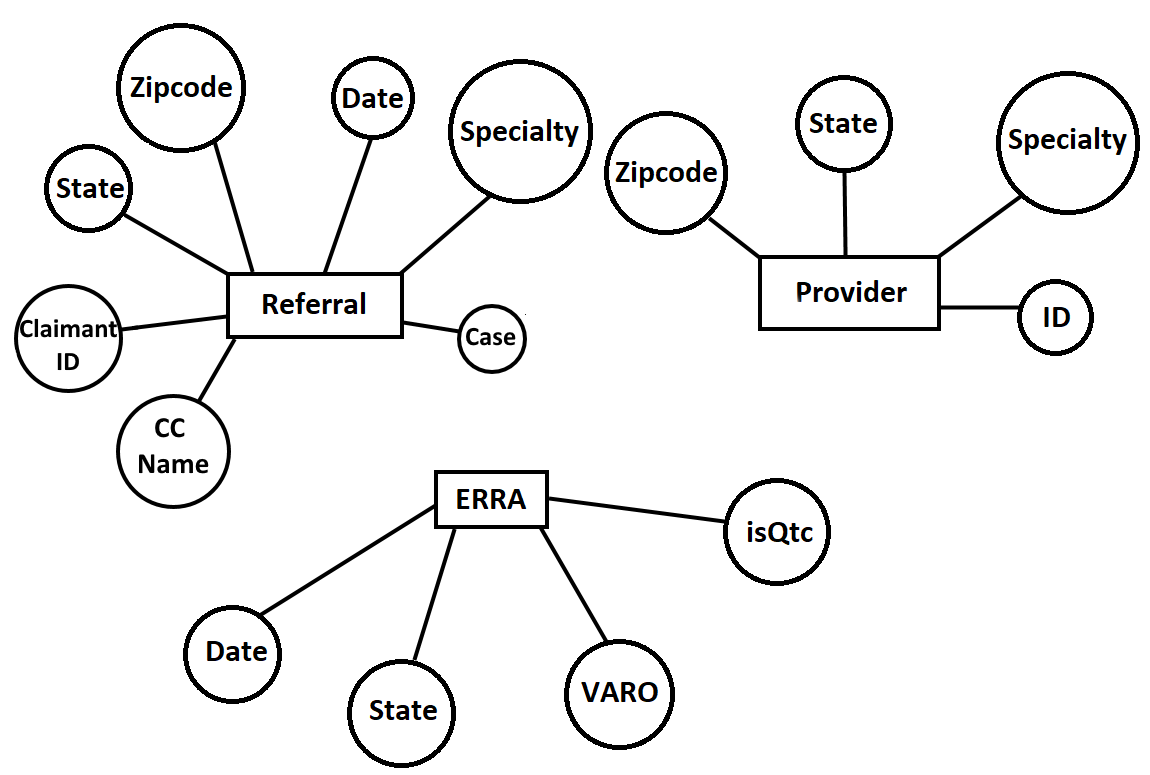 Zipcode
Date
Specialty
State
Referral
Claimant
ID
Case
CC
Name
Zipcode
State
Specialty
Provider
ID
ERRA
isQtc
Date
State
VARO